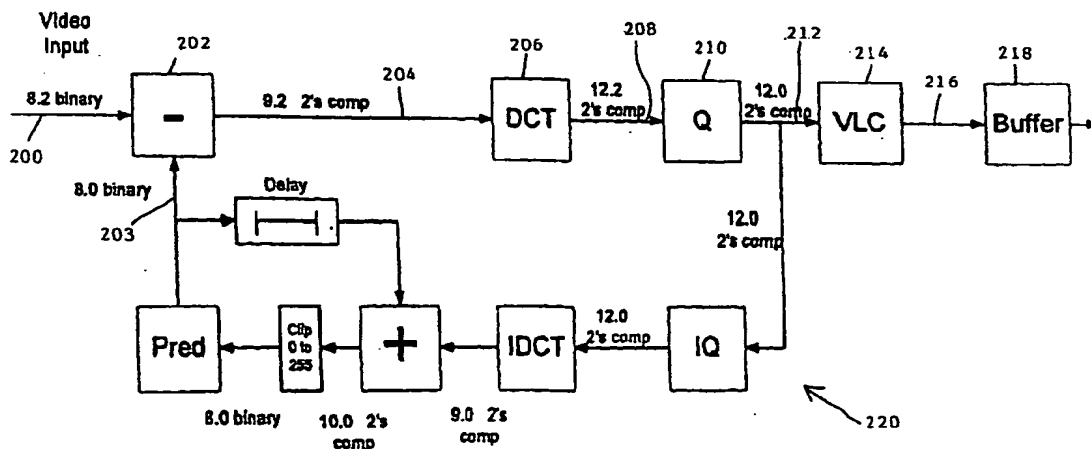 Video
Input
202
206
208
210
212
214
218
8.2 binary
9.2 2's comp
204
12.2
2's comp
12.0
2's comp
216
-
DCT
Q
VLC
Buffer
200
8.0 binary
203
Delay
12.0
2's comp
Pred
Clip
0 to
255
+
IDCT
12.0
2's comp
IQ
8.0 binary
10.0 2's
comp
9.0 2's
comp
220